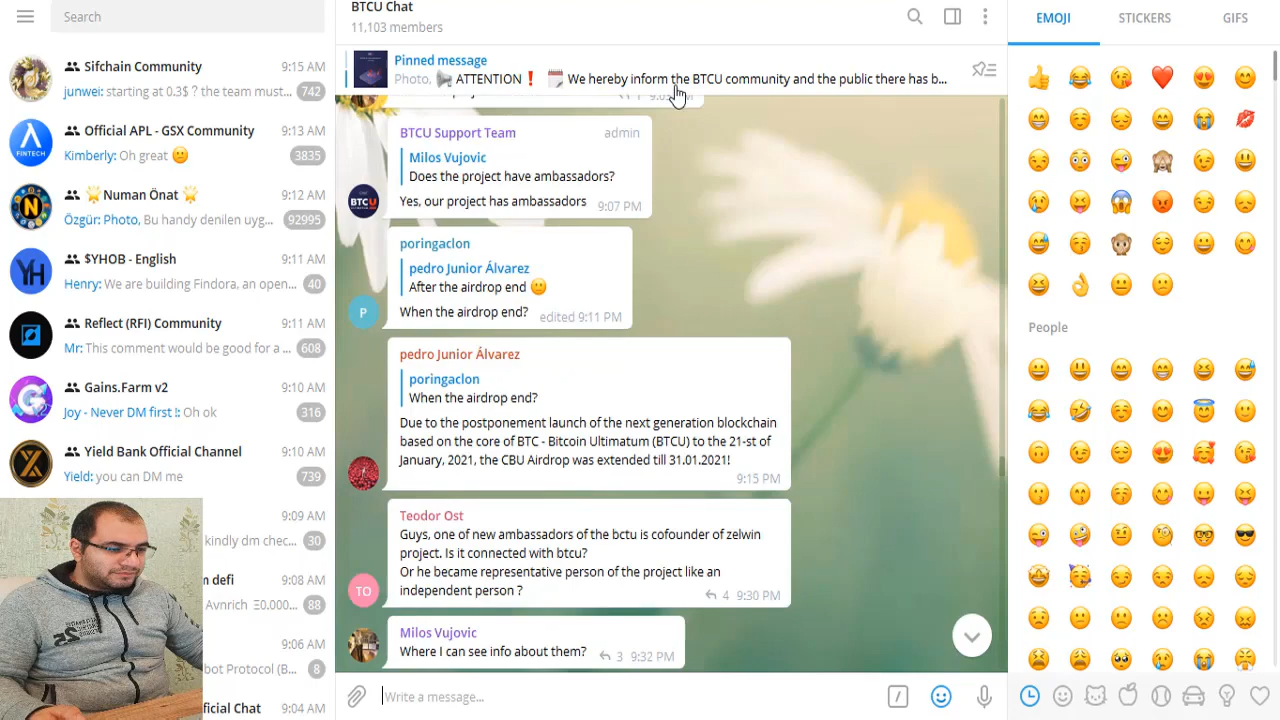 Search
Sifchain Community 9:15 AM
junwei: starting at 0.3$ ? the team must... 742
Official APL - GSX Community 9:13 AM
Kimberly: Oh great 🙂 3835
🌟Numan Önat 🌟 9:12 AM
Özgür: Photo, Bu handy denilen uyg... 92995
$YHOB - English 9:11 AM
Henry: We are building Findora, an open... 40
Reflect (RFI) Community 9:11 AM
Mr: This comment would be good for a ... 608
Gains.Farm v2 9:10 AM
Joy - Never DM first !: Oh ok 316
Yield Bank Official Channel 9:10 AM
Yield: you can DM me 739
9:09 AM
kindly dm chec... 30
defi 9:08 AM
Avnrich Ξ0.000... 88
9:06 AM
bot Protocol (B... 8
ficial Chat 9:04 AM
BTCU Chat
11,103 members
Pinned message
Photo, 📢 ATTENTION❗ 🗓 We hereby inform the BTCU community and the public there has b...
BTCU Support Team admin
Milos Vujovic
Does the project have ambassadors?
Yes, our project has ambassadors 9:07 PM
BTCU
poringaclon
pedro Junior Álvarez
After the airdrop end 🙂
When the airdrop end? edited 9:11 PM
P
pedro Junior Álvarez
poringaclon
When the airdrop end?
Due to the postponement launch of the next generation blockchain
based on the core of BTC - Bitcoin Ultimatum (BTCU) to the 21-st of
January, 2021, the CBU Airdrop was extended till 31.01.2021!
9:15 PM
Teodor Ost
Guys, one of new ambassadors of the bctu is cofounder of zelwin
project. Is it connected with btcu?
Or he became representative person of the project like an
independent person ?
4 9:30 PM
TO
Milos Vujovic
Where I can see info about them? 3 9:32 PM
Write a message...
EMOJI STICKERS GIFS
People